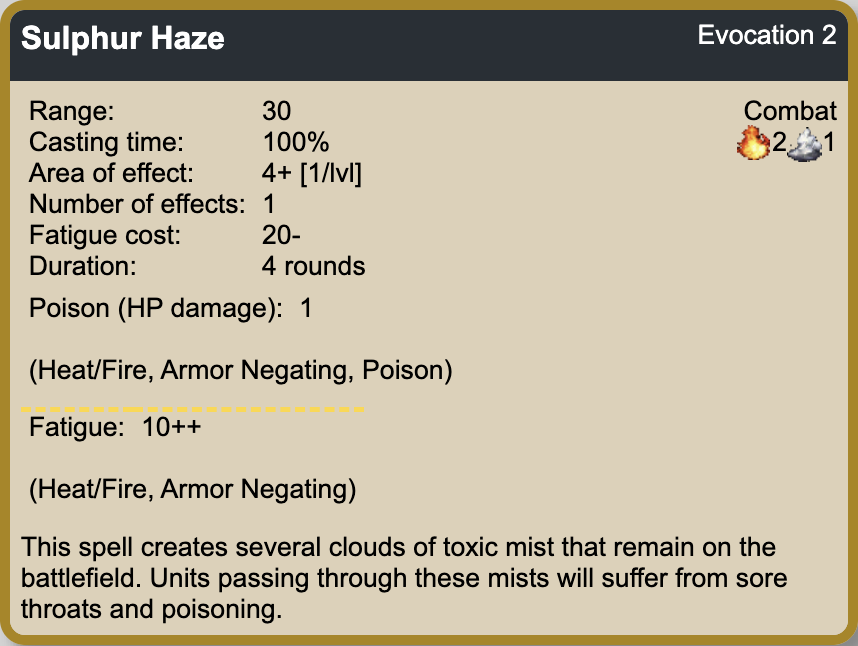 Sulphur Haze
Evocation 2
Range: 30
Combat
Casting time: 100%
2 1
Area of effect: 4+ [1/lvl]
Number of effects: 1
Fatigue cost: 20-
Duration: 4 rounds
Poison (HP damage): 1
(Heat/Fire, Armor Negating, Poison)
Fatigue: 10++
(Heat/Fire, Armor Negating)
This spell creates several clouds of toxic mist that remain on the
battlefield. Units passing through these mists will suffer from sore
throats and poisoning.